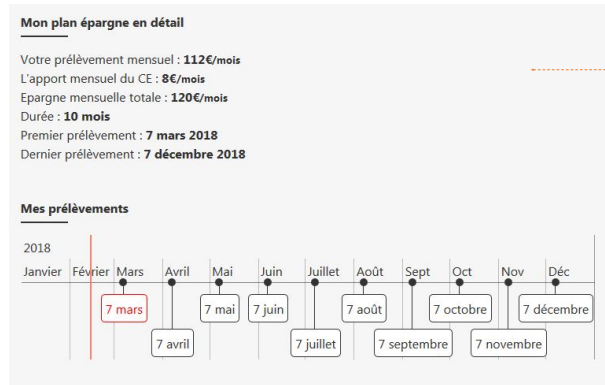 Mon plan épargne en détail
Votre prélèvement mensuel : 112€/mois
L'apport mensuel du CE : 8€/mois
Epargne mensuelle totale : 120€/mois
Durée : 10 mois
Premier prélèvement : 7 mars 2018
Dernier prélèvement : 7 décembre 2018
Mes prélèvements
2018
Janvier Février Mars Avril Mai Juin Juillet Août Sept Oct Nov Déc
7 mars 7 mai 7 juin 7 août 7 octobre 7 décembre
7 avril 7 juillet 7 septembre 7 novembre